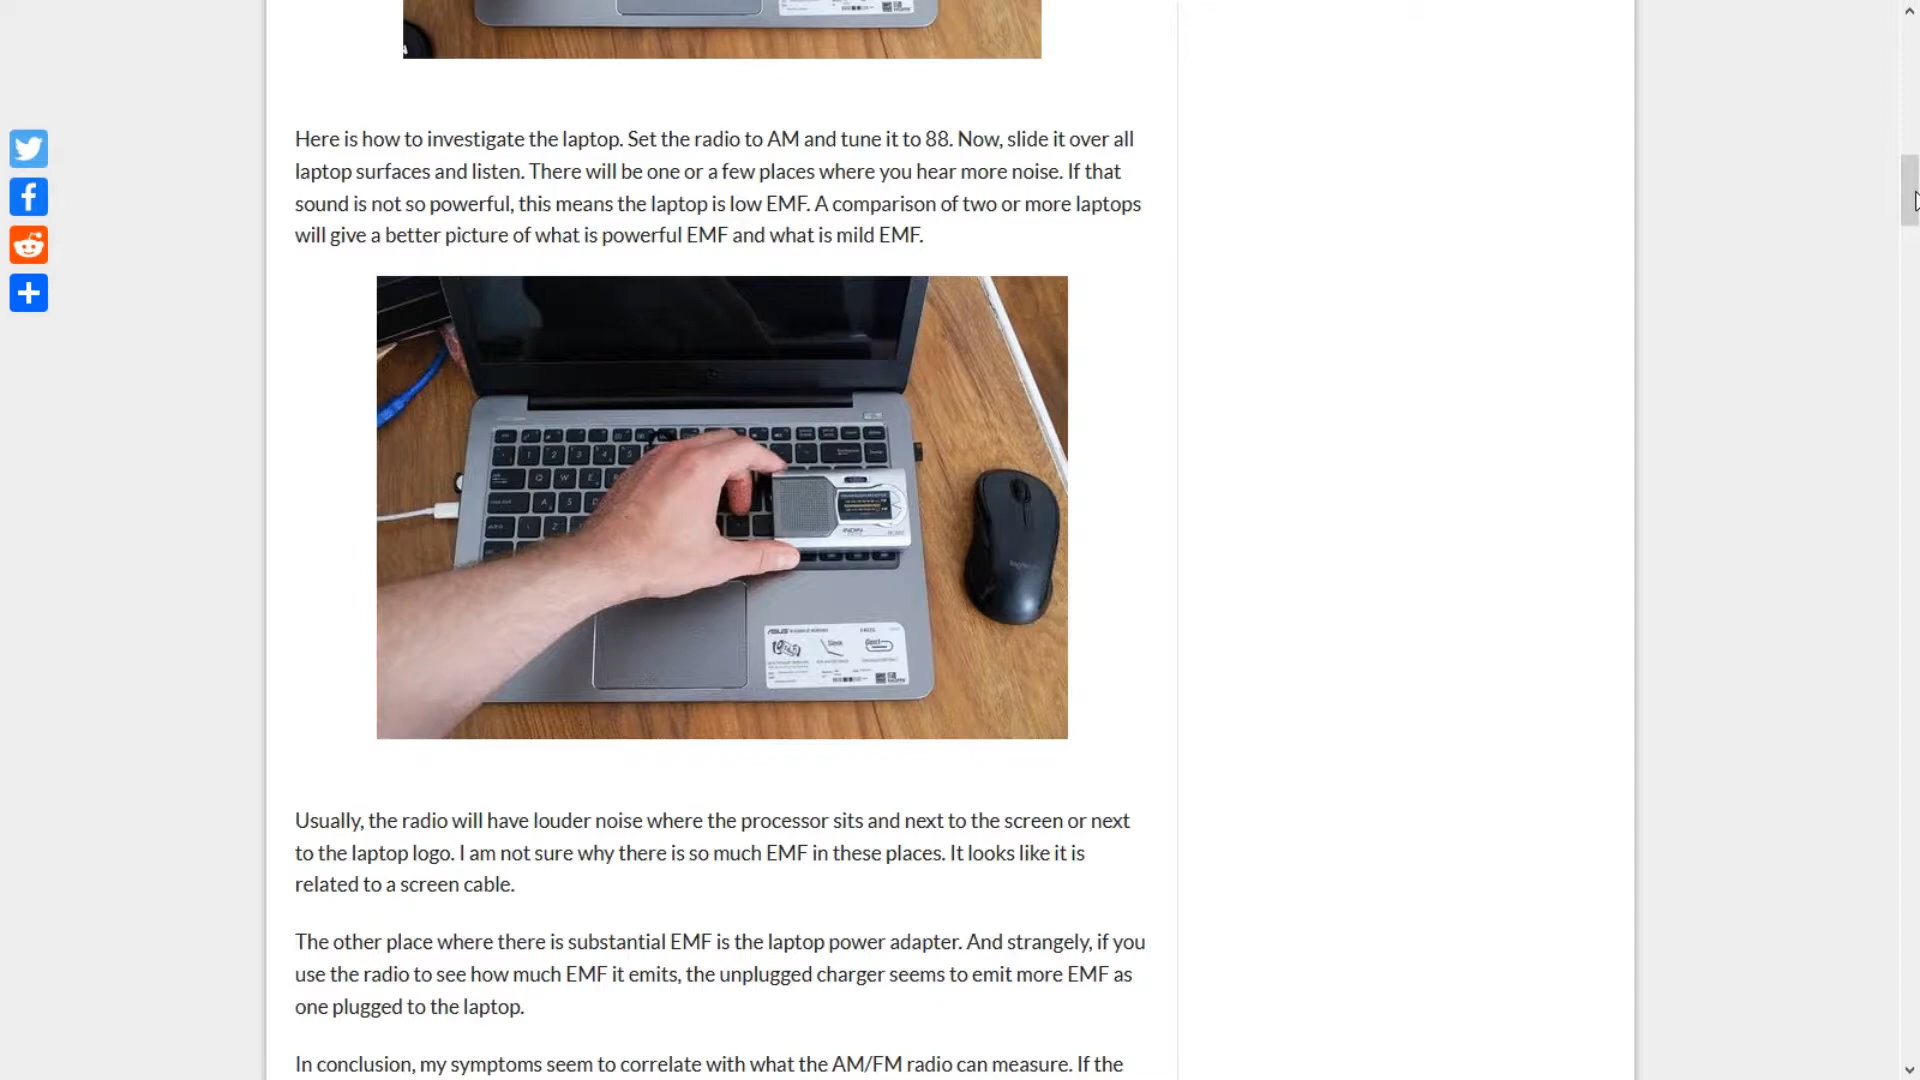 Here is how to investigate the laptop. Set the radio to AM and tune it to 88. Now, slide it over all
laptop surfaces and listen. There will be one or a few places where you hear more noise. If that
sound is not so powerful, this means the laptop is low EMF. A comparison of two or more laptops
will give a better picture of what is powerful EMF and what is mild EMF.
Usually, the radio will have louder noise where the processor sits and next to the screen or next
to the laptop logo. I am not sure why there is so much EMF in these places. It looks like it is
related to a screen cable.
The other place where there is substantial EMF is the laptop power adapter. And strangely, if you
use the radio to see how much EMF it emits, the unplugged charger seems to emit more EMF as
one plugged to the laptop.
In conclusion, my symptoms seem to correlate with what the AM/FM radio can measure. If the